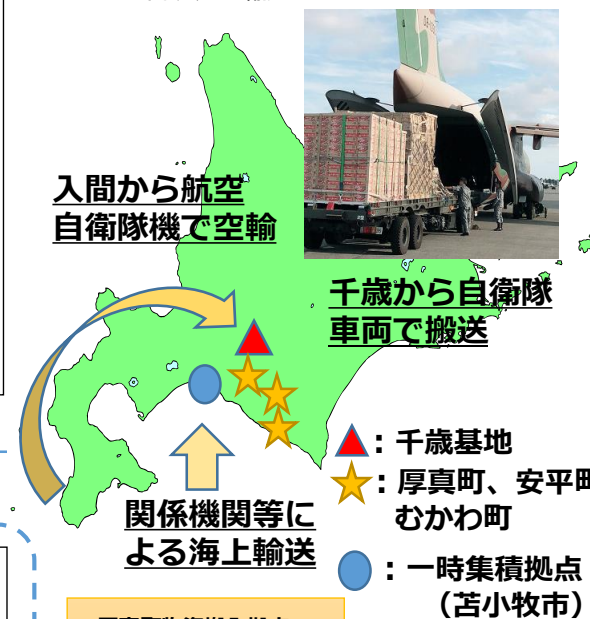 入間から航空
自衛隊機で空輸
千歳から自衛隊
車両で搬送
：千歳基地
：厚真町、安平町
むかわ町
関係機関等に
よる海上輸送
：一時集積拠点
（苫小牧市）